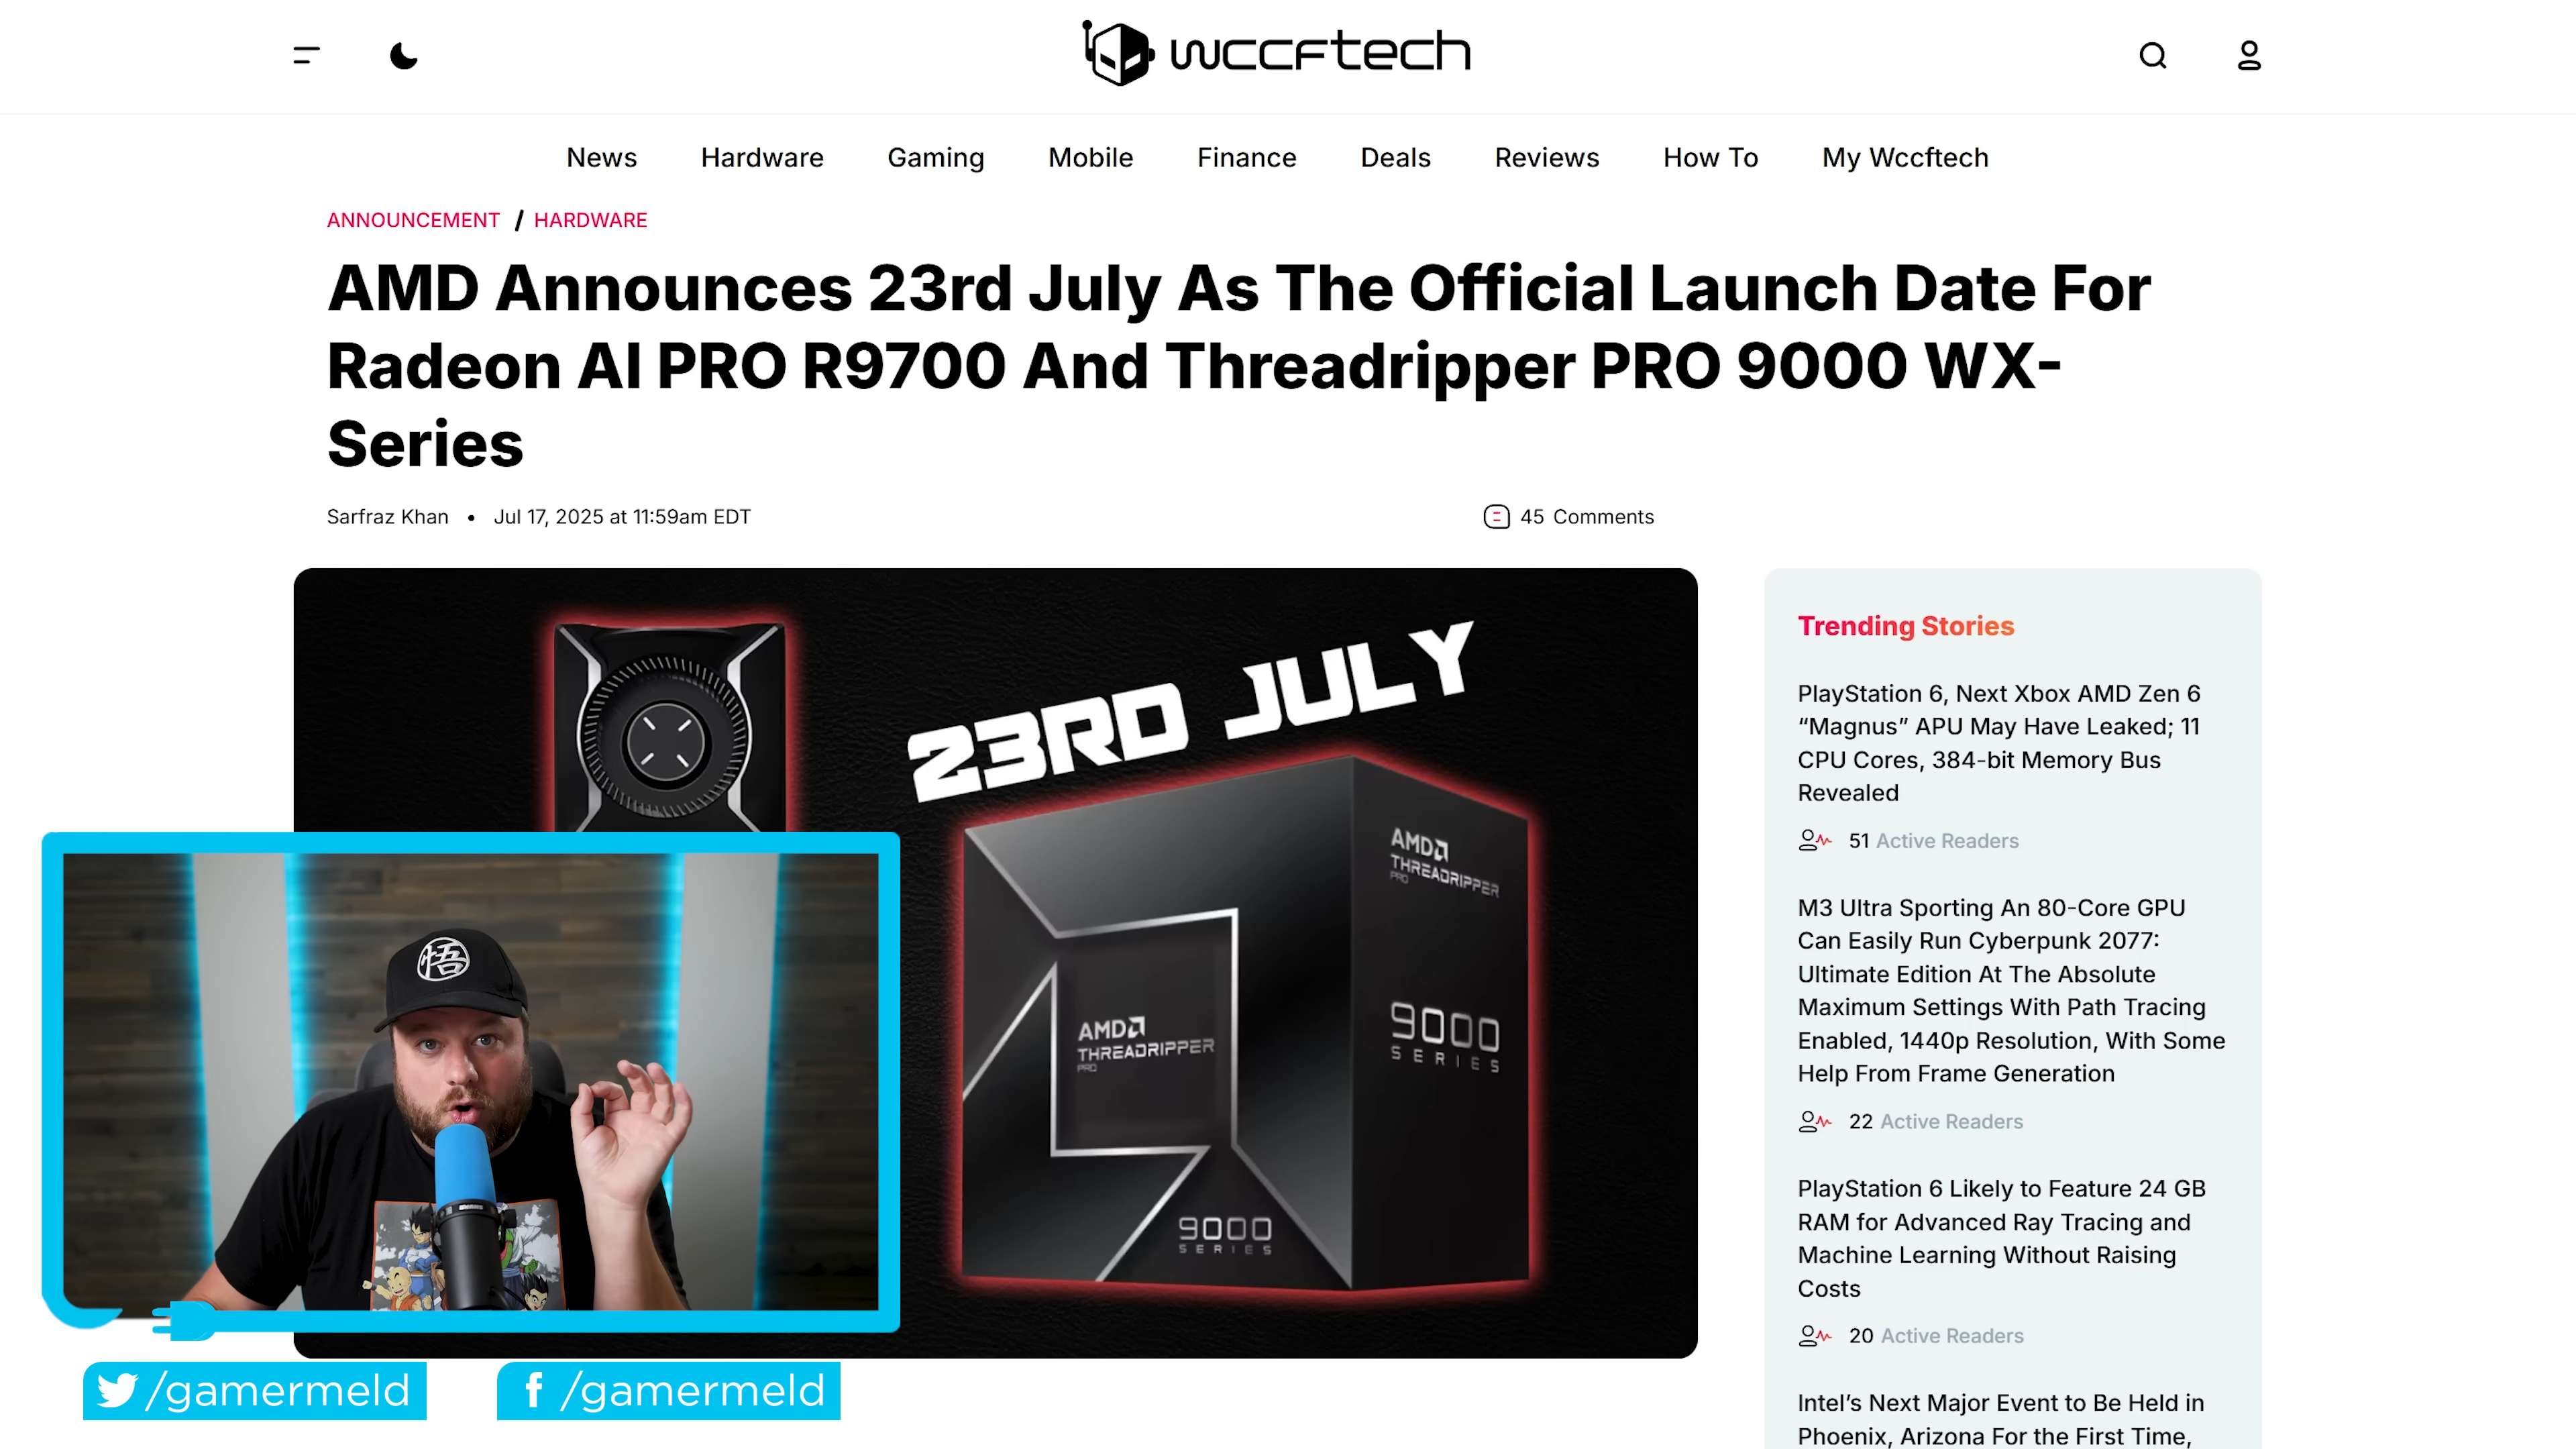 wccftech
News Hardware Gaming Mobile Finance Deals Reviews How To My Wccftech
ANNOUNCEMENT / HARDWARE
AMD Announces 23rd July As The Official Launch Date For
Radeon AI PRO R9700 And Threadripper PRO 9000 WX-
Series
Sarfraz Khan • Jul 17, 2025 at 11:59am EDT
45 Comments
23RD JULY
AMD
THREADRIPPER
PRO
9000
SERIES
AMD
THREADRIPPER
PRO
9000
SERIES
悟
/gamermeld
/gamermeld
Trending Stories
PlayStation 6, Next Xbox AMD Zen 6
“Magnus” APU May Have Leaked; 11
CPU Cores, 384-bit Memory Bus
Revealed
51 Active Readers
M3 Ultra Sporting An 80-Core GPU
Can Easily Run Cyberpunk 2077:
Ultimate Edition At The Absolute
Maximum Settings With Path Tracing
Enabled, 1440p Resolution, With Some
Help From Frame Generation
22 Active Readers
PlayStation 6 Likely to Feature 24 GB
RAM for Advanced Ray Tracing and
Machine Learning Without Raising
Costs
20 Active Readers
Intel’s Next Major Event to Be Held in
Phoenix, Arizona For the First Time,